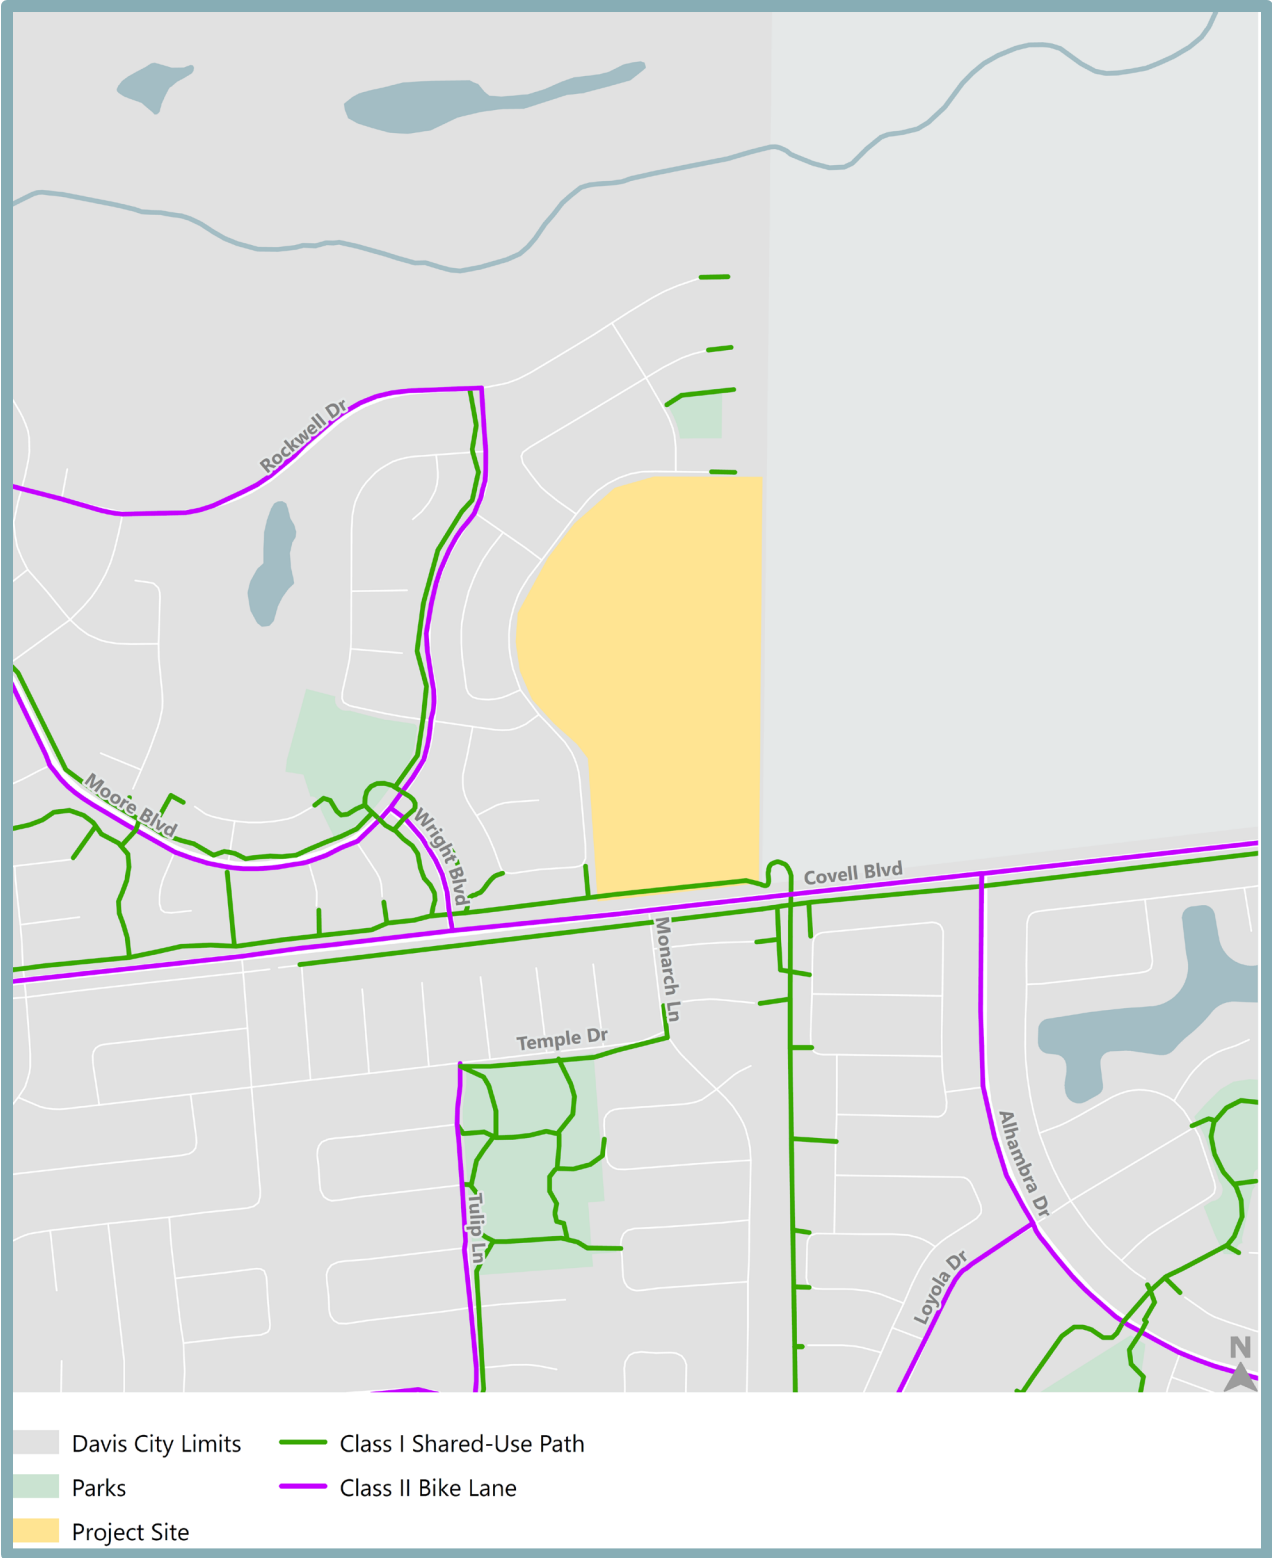 Rockwell Dr
Moore Blvd
Wright Blvd
Covell Blvd
Monarch Ln
Temple Dr
Tulip Ln
Alhambra Dr
Loyola Dr
N
Davis City Limits
Class I Shared-Use Path
Parks
Class II Bike Lane
Project Site